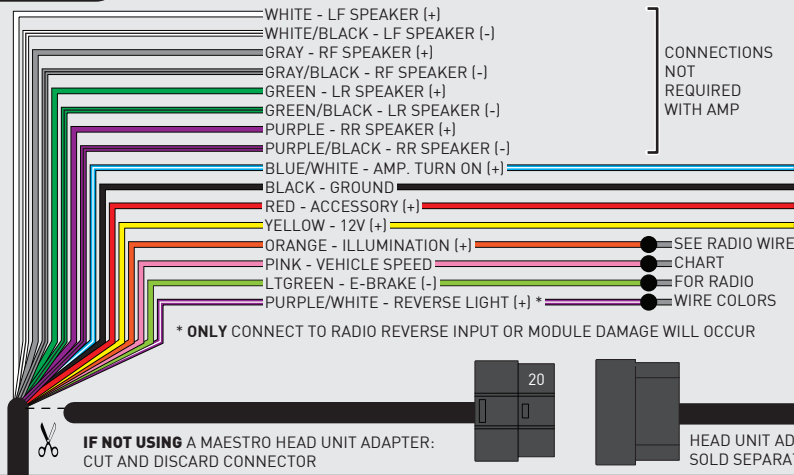 WHITE - LF SPEAKER (+)
WHITE/BLACK - LF SPEAKER (-)
GRAY - RF SPEAKER (+)
GRAY/BLACK - RF SPEAKER (-)
GREEN - LR SPEAKER (+)
GREEN/BLACK - LR SPEAKER (-)
PURPLE - RR SPEAKER (+)
PURPLE/BLACK - RR SPEAKER (-)
CONNECTIONS
NOT
REQUIRED
WITH AMP
BLUE/WHITE - AMP. TURN ON (+)
BLACK - GROUND
RED - ACCESSORY (+)
YELLOW - 12V (+)
ORANGE - ILLUMINATION (+)
PINK - VEHICLE SPEED
LTGREEN - E-BRAKE (-)
PURPLE/WHITE - REVERSE LIGHT (+) *
SEE RADIO WIRE
CHART
FOR RADIO
WIRE COLORS
* ONLY CONNECT TO RADIO REVERSE INPUT OR MODULE DAMAGE WILL OCCUR
20
IF NOT USING A MAESTRO HEAD UNIT ADAPTER:
CUT AND DISCARD CONNECTOR
HEAD UNIT AD
SOLD SEPARAT